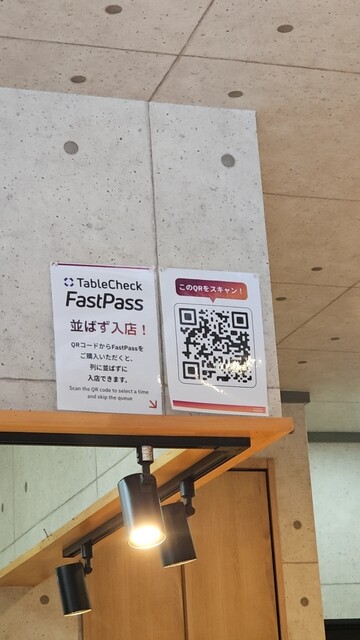 TableCheck
FastPass
並ばず入店！
QRコードからFastPassを
ご購入いただくと、
列に並ばずに
入店できます。
Scan the QR code to select a time
and skip the queue
このQRをスキャン！